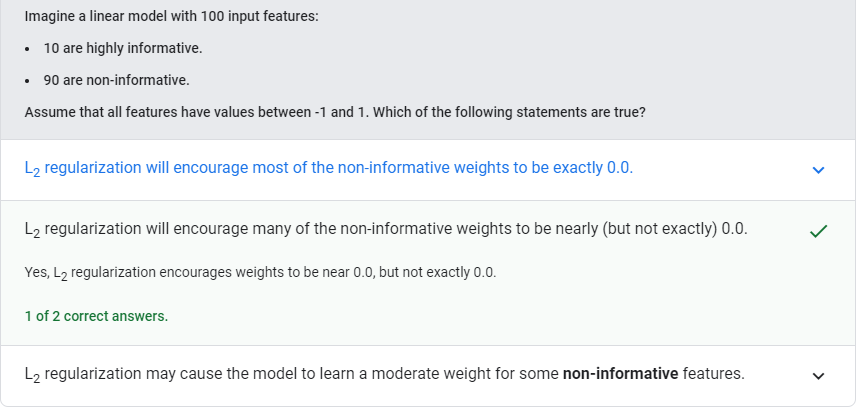 Imagine a linear model with 100 input features:
• 10 are highly informative.
• 90 are non-informative.
Assume that all features have values between -1 and 1. Which of the following statements are true?
L₂ regularization will encourage most of the non-informative weights to be exactly 0.0.
L₂ regularization will encourage many of the non-informative weights to be nearly (but not exactly) 0.0.
Yes, L₂ regularization encourages weights to be near 0.0, but not exactly 0.0.
1 of 2 correct answers.
L₂ regularization may cause the model to learn a moderate weight for some non-informative features.